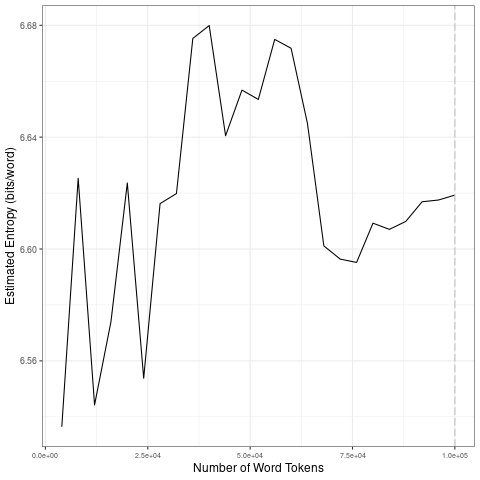 Estimated Entropy (bits/word)
6.68
6.64
6.60
6.56
0.0e+00 2.5e+04 5.0e+04 7.5e+04 1.0e+05
Number of Word Tokens